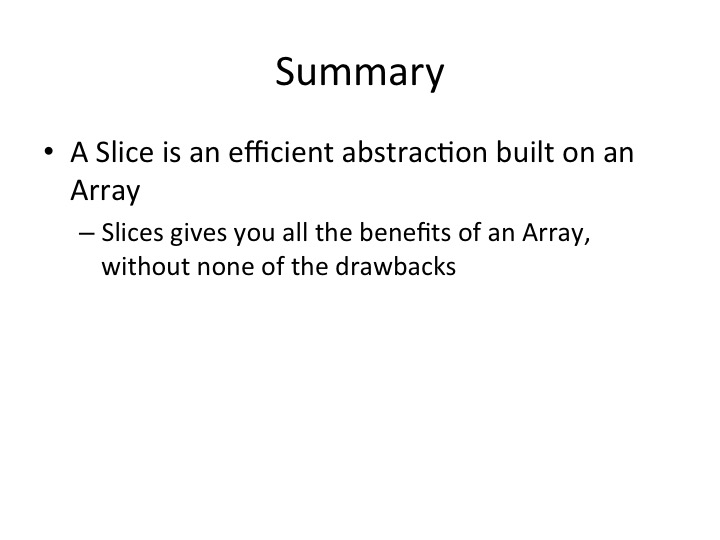 Summary
• A Slice is an efficient abstraction built on an
Array
– Slices gives you all the benefits of an Array,
without none of the drawbacks